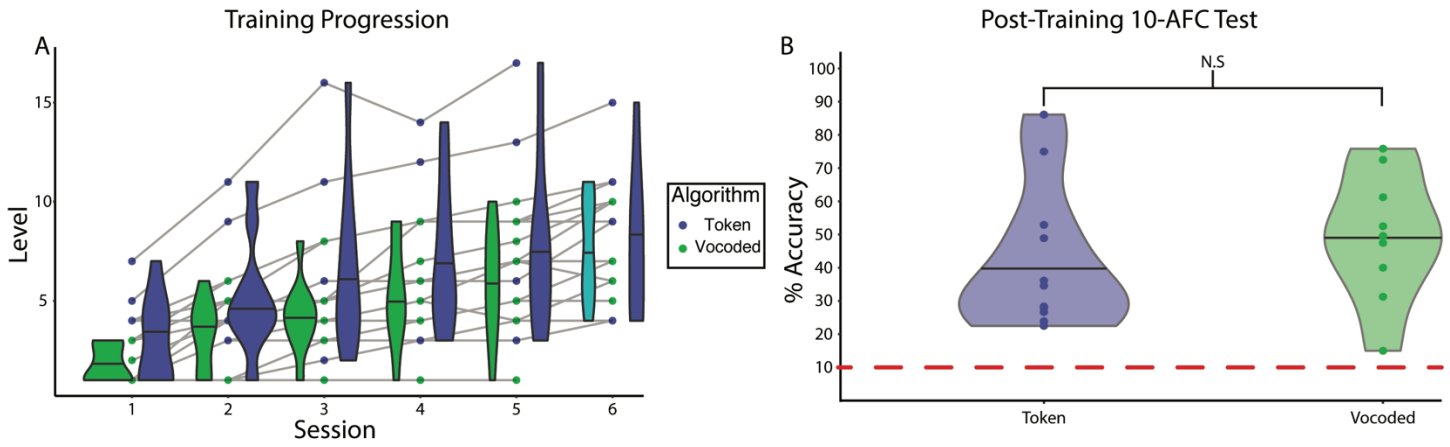 Training Progression
A
15
10
5
Level
1 2 3 4 5 6
Session
Algorithm
Token
Vocoded
Post-Training 10-AFC Test
B
N.S
100
90
80
70
60
50
40
30
20
10
% Accuracy
Token Vocoded